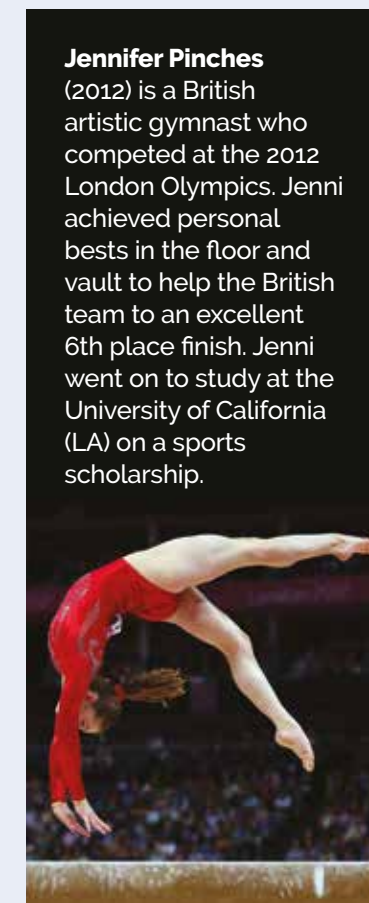 Jennifer Pinches
(2012) is a British
artistic gymnast who
competed at the 2012
London Olympics. Jenni
achieved personal
bests in the floor and
vault to help the British
team to an excellent
6th place finish. Jenni
went on to study at the
University of California
(LA) on a sports
scholarship.